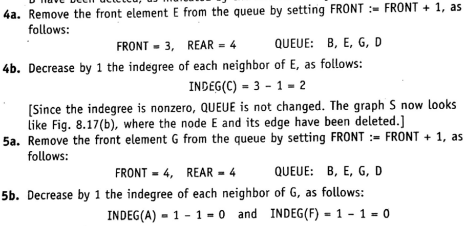 4a. Remove the front element E from the queue by setting FRONT := FRONT + 1, as
follows:
FRONT = 3, REAR = 4 QUEUE: B, E, G, D
4b. Decrease by 1 the indegree of each neighbor of E, as follows:
INDEG(C) = 3 - 1 = 2
[Since the indegree is nonzero, QUEUE is not changed. The graph S now looks
like Fig. 8.17(b), where the node E and its edge have been deleted.]
5a. Remove the front element G from the queue by setting FRONT := FRONT + 1, as
follows:
FRONT = 4, REAR = 4 QUEUE: B, E, G, D
5b. Decrease by 1 the indegree of each neighbor of G, as follows:
INDEG(A) = 1 - 1 = 0 and INDEG(F) = 1 - 1 = 0